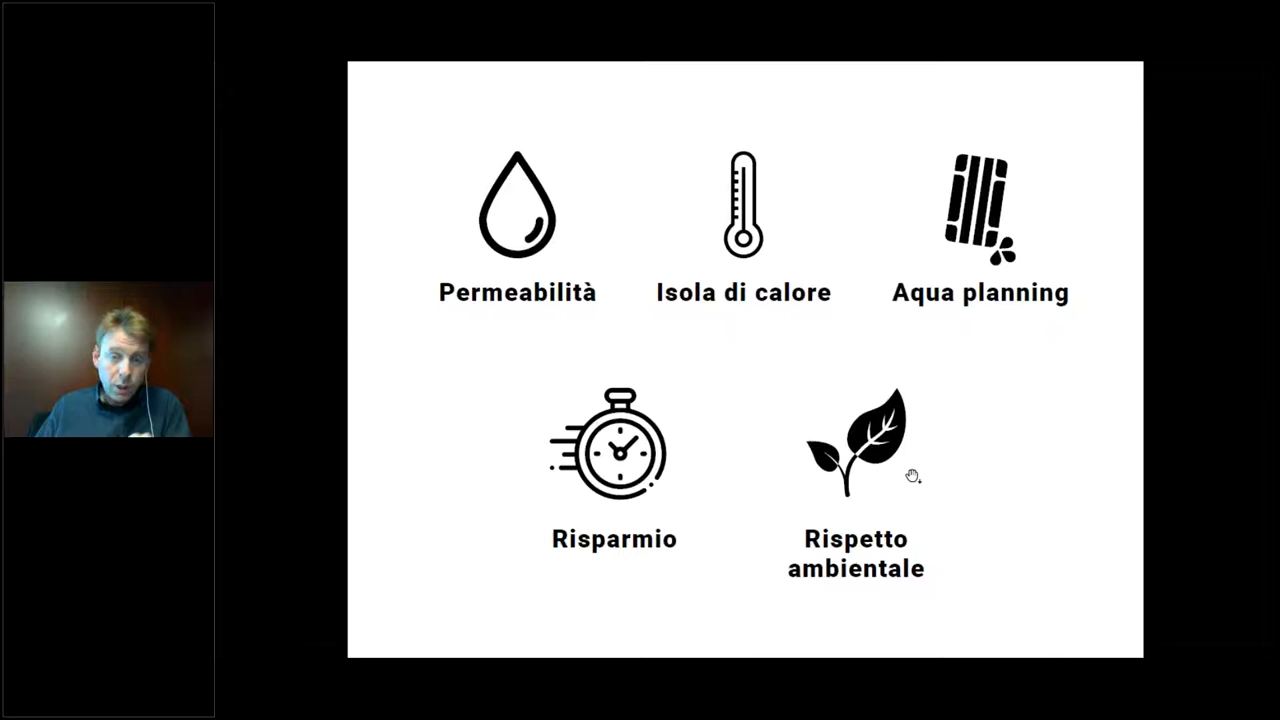 Permeabilità
Isola di calore
Aqua planning
Risparmio
Rispetto
ambientale